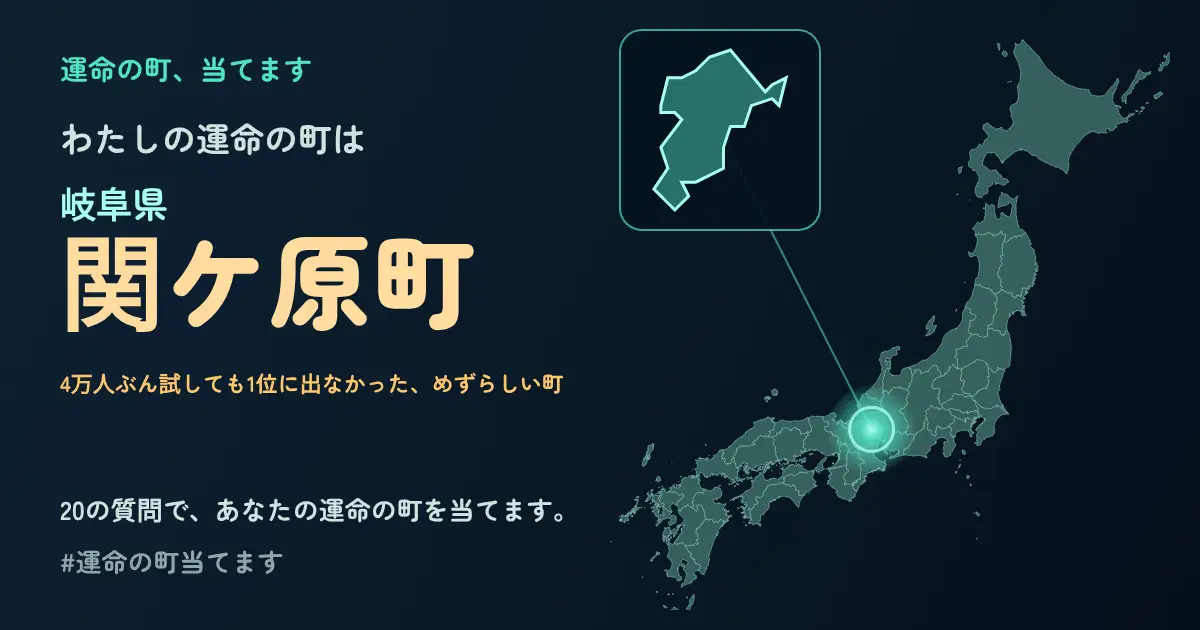 運命の町、当てます
わたしの運命の町は
岐阜県
関ケ原町
4万人ぶん試しても1位に出なかった、めずらしい町
20の質問で、あなたの運命の町を当てます。
#運命の町当てます